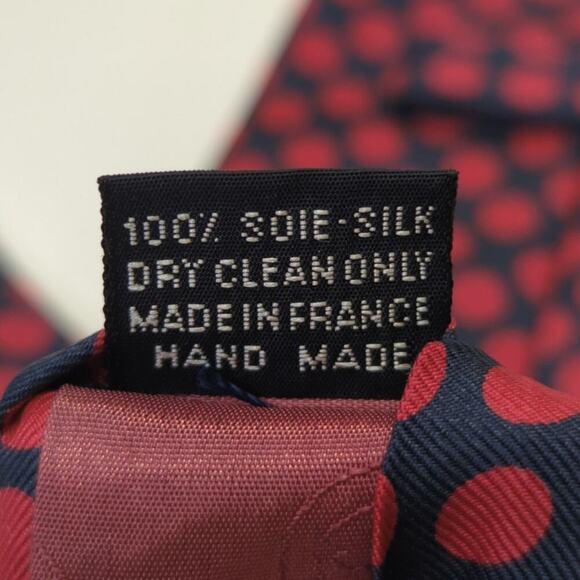 100% SOIE-SILK
DRY CLEAN ONLY
MADE IN FRANCE
HAND MADE